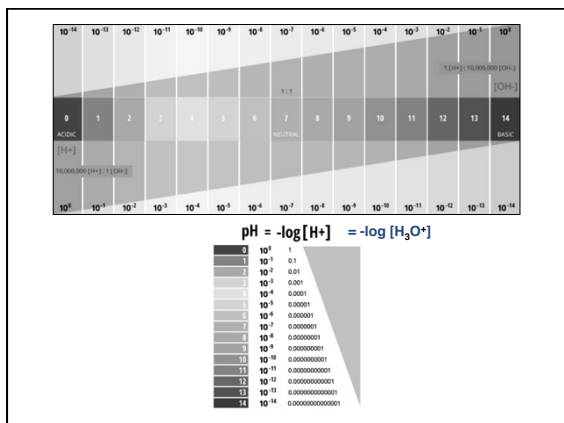 10⁻¹⁴ 10⁻¹³ 10⁻¹² 10⁻¹¹ 10⁻¹⁰ 10⁻⁹ 10⁻⁸ 10⁻⁷ 10⁻⁶ 10⁻⁵ 10⁻⁴ 10⁻³ 10⁻² 10⁻¹ 10⁰
1 [H+] : 10,000,000 [OH-]
1 : 1
[OH-]
0 1 2 3 4 5 6 7 8 9 10 11 12 13 14
ACIDIC NEUTRAL BASIC
[H+]
10,000,000 [H+] : 1 [OH-]
10⁰ 10⁻¹ 10⁻² 10⁻³ 10⁻⁴ 10⁻⁵ 10⁻⁶ 10⁻⁷ 10⁻⁸ 10⁻⁹ 10⁻¹⁰ 10⁻¹¹ 10⁻¹² 10⁻¹³ 10⁻¹⁴
pH = -log[H+] = -log [H₃O⁺]
0 10⁰ 1
1 10⁻¹ 0.1
2 10⁻² 0.01
3 10⁻³ 0.001
4 10⁻⁴ 0.0001
5 10⁻⁵ 0.00001
6 10⁻⁶ 0.000001
7 10⁻⁷ 0.0000001
8 10⁻⁸ 0.00000001
9 10⁻⁹ 0.000000001
10 10⁻¹⁰ 0.0000000001
11 10⁻¹¹ 0.00000000001
12 10⁻¹² 0.000000000001
13 10⁻¹³ 0.0000000000001
14 10⁻¹⁴ 0.00000000000001